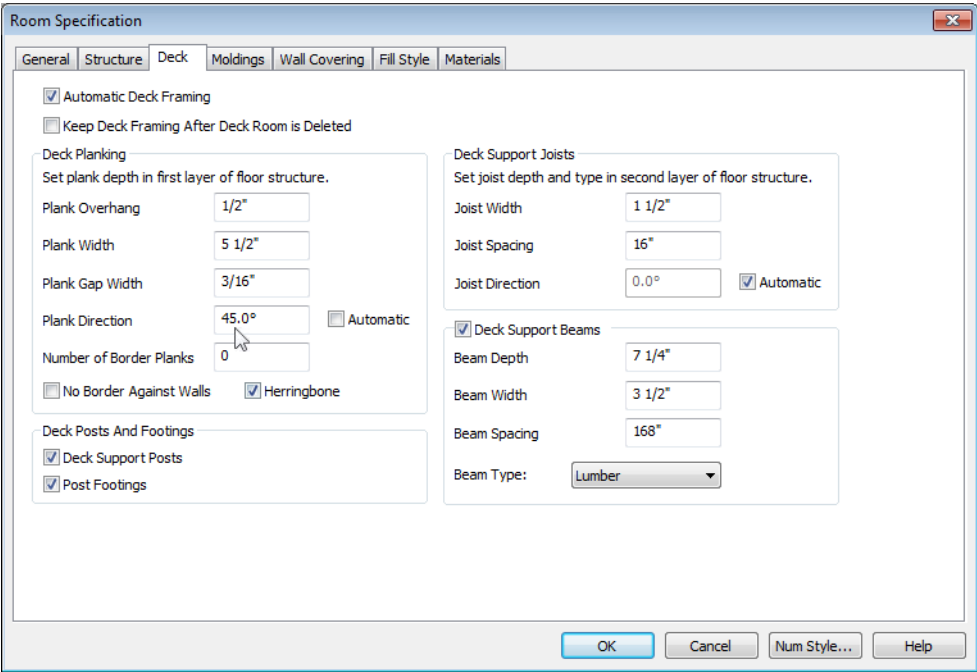 Room Specification
General Structure Deck Moldings Wall Covering Fill Style Materials
Automatic Deck Framing
Keep Deck Framing After Deck Room is Deleted
Deck Planking
Set plank depth in first layer of floor structure.
Plank Overhang 1/2"
Plank Width 5 1/2"
Plank Gap Width 3/16"
Plank Direction 45.0° Automatic
Number of Border Planks 0
No Border Against Walls Herringbone
Deck Posts And Footings
Deck Support Posts
Post Footings
Deck Support Joists
Set joist depth and type in second layer of floor structure.
Joist Width 1 1/2"
Joist Spacing 16"
Joist Direction 0.0° Automatic
Deck Support Beams
Beam Depth 7 1/4"
Beam Width 3 1/2"
Beam Spacing 168"
Beam Type: Lumber
OK Cancel Num Style... Help